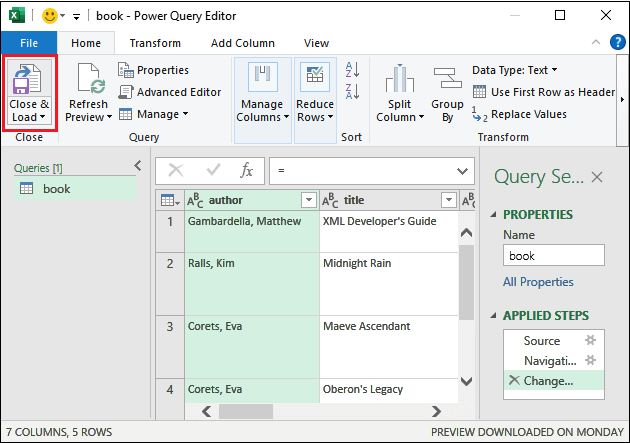 book - Power Query Editor
File Home Transform Add Column View
Close & Load
Close
Refresh Preview
Properties
Advanced Editor
Manage
Query
Manage Columns
Reduce Rows
Sort
Split Column
Group By
Data Type: Text
Use First Row as Header
Replace Values
Transform
Queries [1]
book
=
author title
1 Gambardella, Matthew XML Developer's Guide
2 Ralls, Kim Midnight Rain
3 Corets, Eva Maeve Ascendant
4 Corets, Eva Oberon's Legacy
Query Se...
PROPERTIES
Name
book
All Properties
APPLIED STEPS
Source
Navigati...
Change...
7 COLUMNS, 5 ROWS
PREVIEW DOWNLOADED ON MONDAY